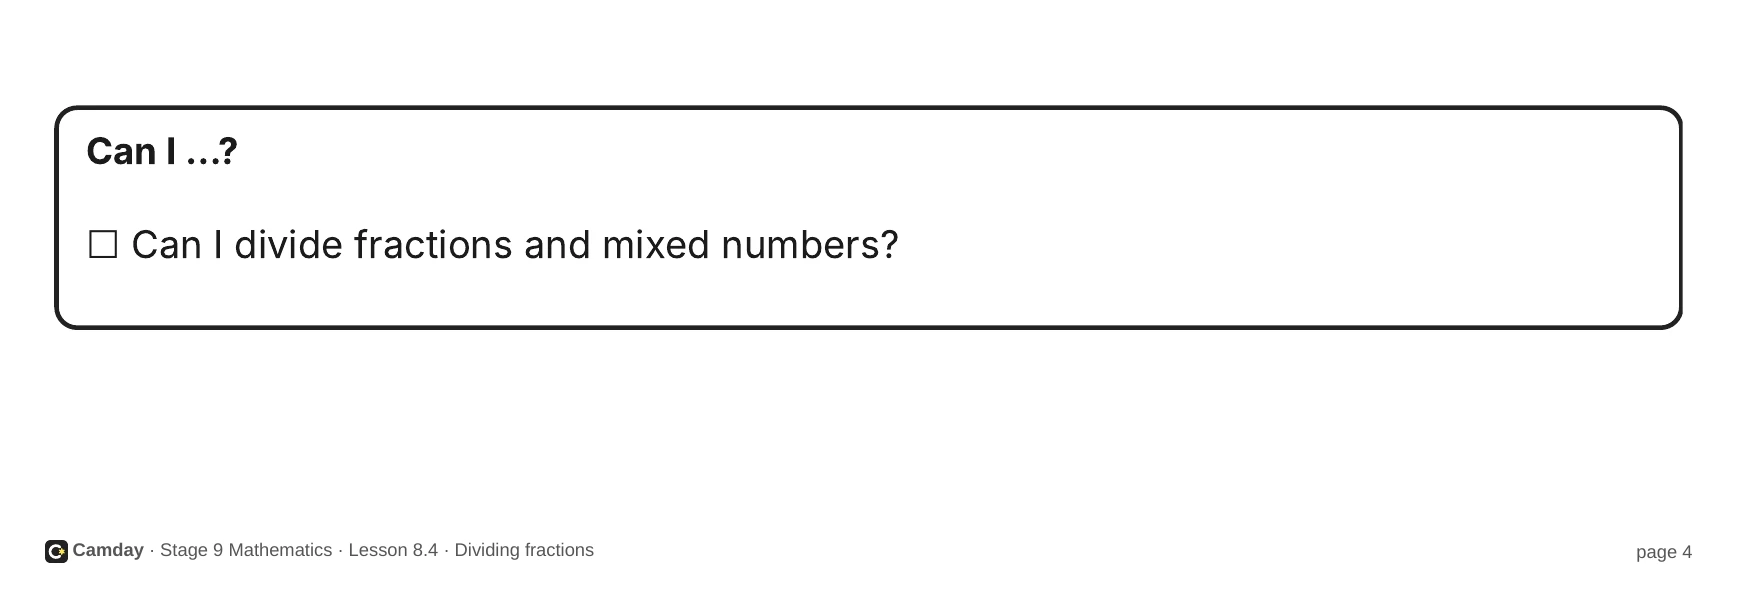 Can I …?
☐ Can I divide fractions and mixed numbers?
Camday · Stage 9 Mathematics · Lesson 8.4 · Dividing fractions
page 4